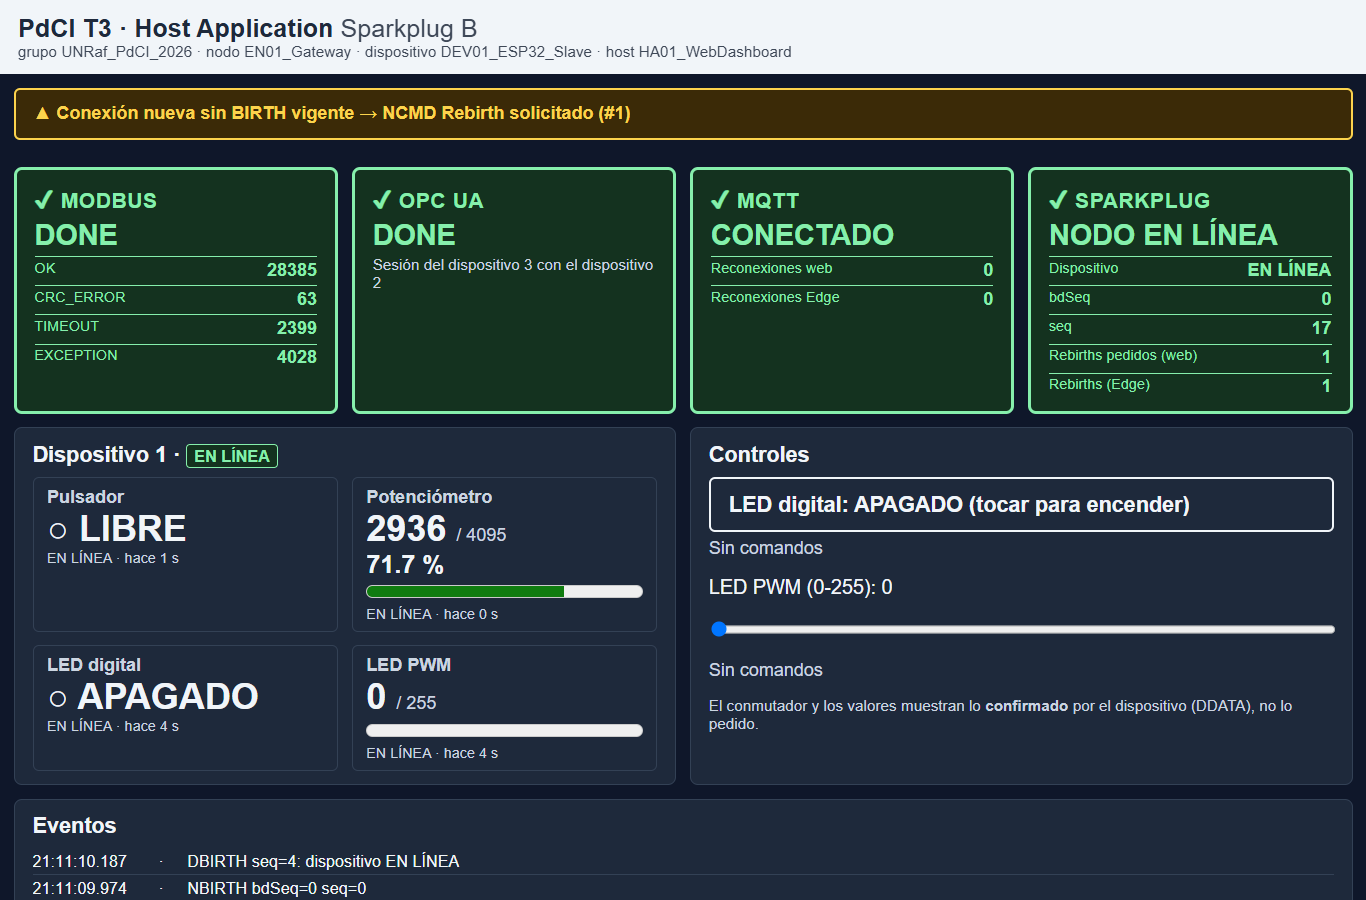 PdCI T3 · Host Application Sparkplug B
grupo UNRaf_PdCI_2026 · nodo EN01_Gateway · dispositivo DEV01_ESP32_Slave · host HA01_WebDashboard
▲ Conexión nueva sin BIRTH vigente → NCMD Rebirth solicitado (#1)
✔ MODBUS
DONE
OK 28385
CRC_ERROR 63
TIMEOUT 2399
EXCEPTION 4028
✔ OPC UA
DONE
Sesión del dispositivo 3 con el dispositivo
2
✔ MQTT
CONECTADO
Reconexiones web 0
Reconexiones Edge 0
✔ SPARKPLUG
NODO EN LÍNEA
Dispositivo EN LÍNEA
bdSeq 0
seq 17
Rebirths pedidos (web) 1
Rebirths (Edge) 1
Dispositivo 1 · EN LÍNEA
Pulsador
○ LIBRE
EN LÍNEA · hace 1 s
Potenciómetro
2936 / 4095
71.7 %
EN LÍNEA · hace 0 s
LED digital
○ APAGADO
EN LÍNEA · hace 4 s
LED PWM
0 / 255
EN LÍNEA · hace 4 s
Controles
LED digital: APAGADO (tocar para encender)
Sin comandos
LED PWM (0-255): 0
Sin comandos
El conmutador y los valores muestran lo confirmado por el dispositivo (DDATA), no lo
pedido.
Eventos
21:11:10.187 · DBIRTH seq=4: dispositivo EN LÍNEA
21:11:09.974 · NBIRTH bdSeq=0 seq=0